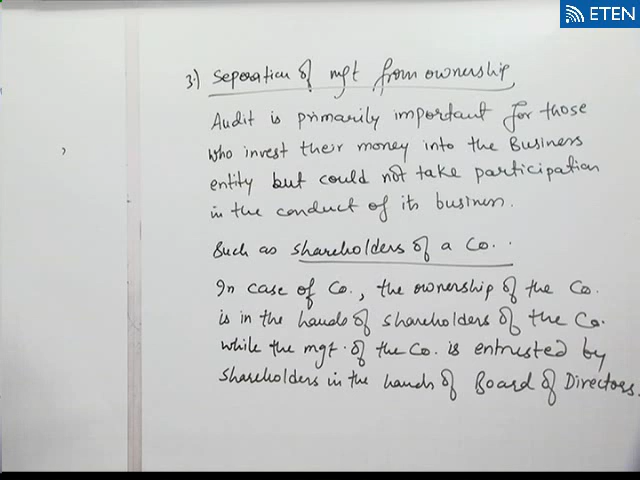 ETEN
3.) Seperation of mgt from ownership
Audit is primarily important for those
who invest their money into the Business
entity but could not take participation
in the conduct of its business.
Such as shareholders of a Co..
In case of Co., the ownership of the Co.
is in the hands of shareholders of the Co.
while the mgt. of the Co. is entrusted by
shareholders in the hands of Board of Directors.